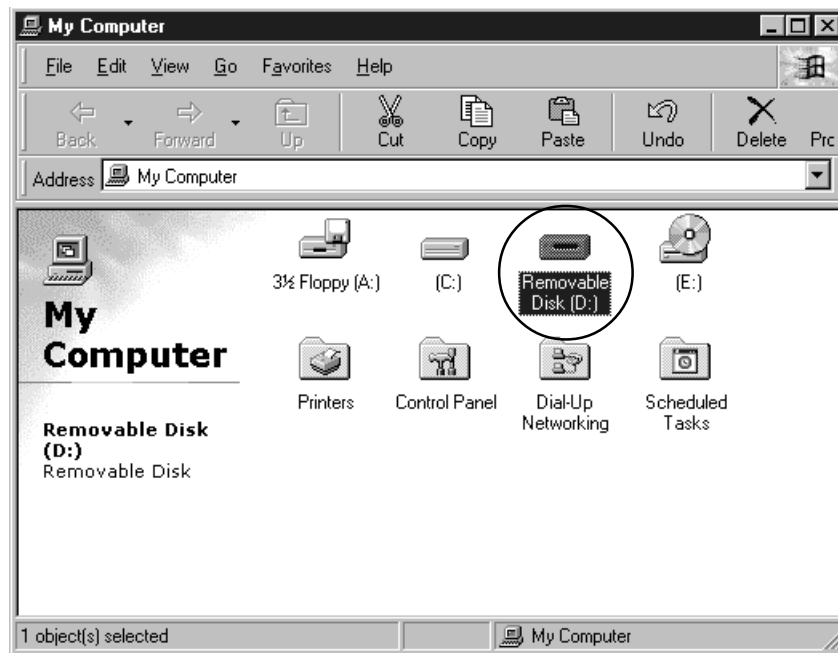 My Computer
File Edit View Go Favorites Help
Back Forward Up Cut Copy Paste Undo Delete Prc
Address My Computer
3½ Floppy (A:) (C:) Removable Disk (D:) (E:)
My
Computer
Printers Control Panel Dial-Up Networking Scheduled Tasks
Removable Disk
(D:)
Removable Disk
1 object(s) selected My Computer